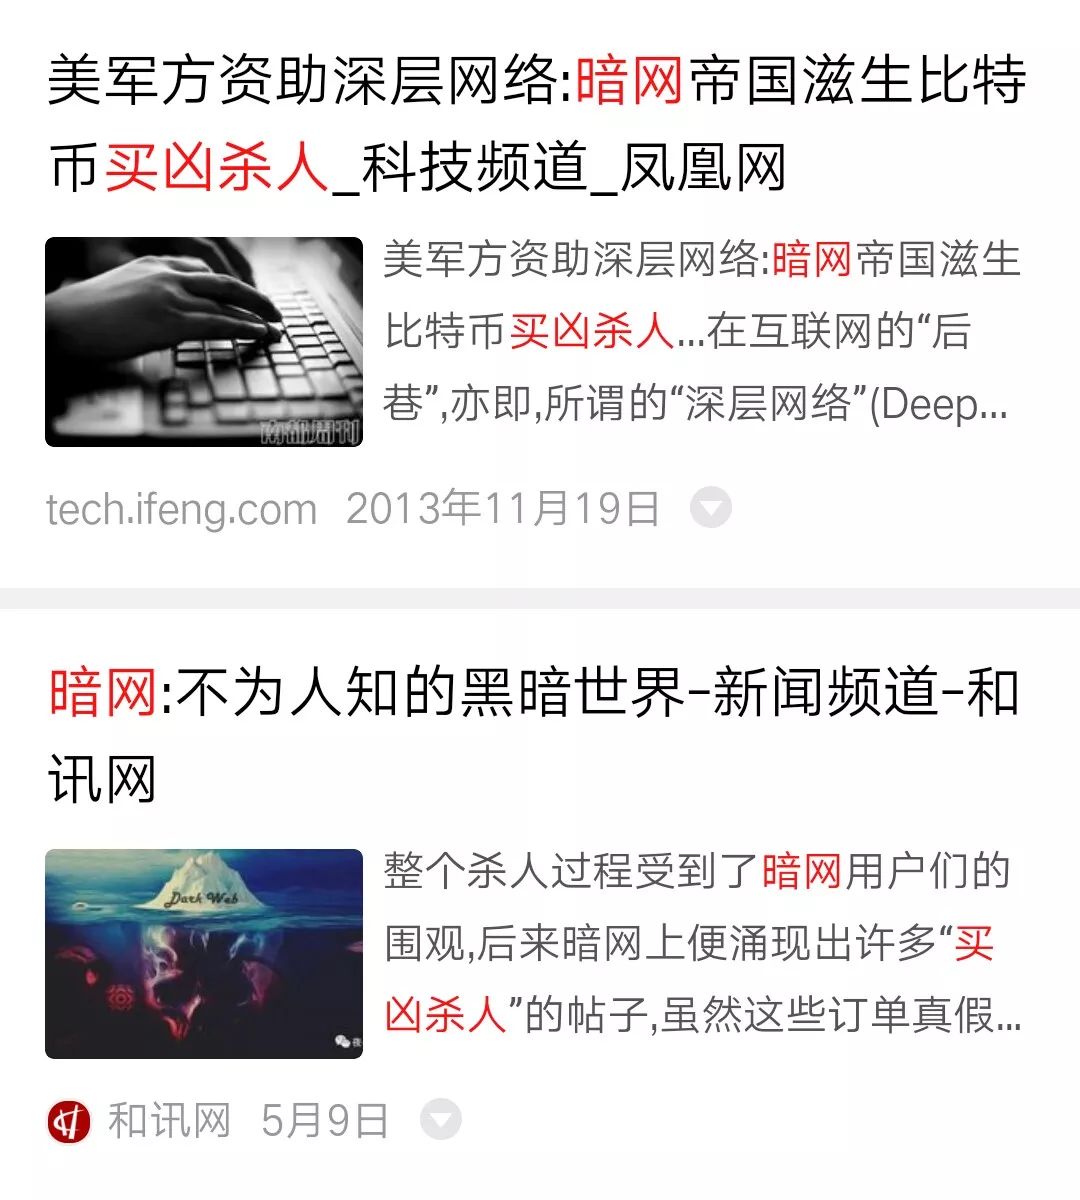 美军方资助深层网络:暗网帝国滋生比特
币买凶杀人_科技频道_凤凰网
美军方资助深层网络:暗网帝国滋生
比特币买凶杀人...在互联网的“后
巷”,亦即,所谓的“深层网络”(Deep...
南都周刊
tech.ifeng.com 2013年11月19日
暗网:不为人知的黑暗世界-新闻频道-和
讯网
Dark Web
整个杀人过程受到了暗网用户们的
围观,后来暗网上便涌现出许多“买
凶杀人”的帖子,虽然这些订单真假...
和讯网 5月9日